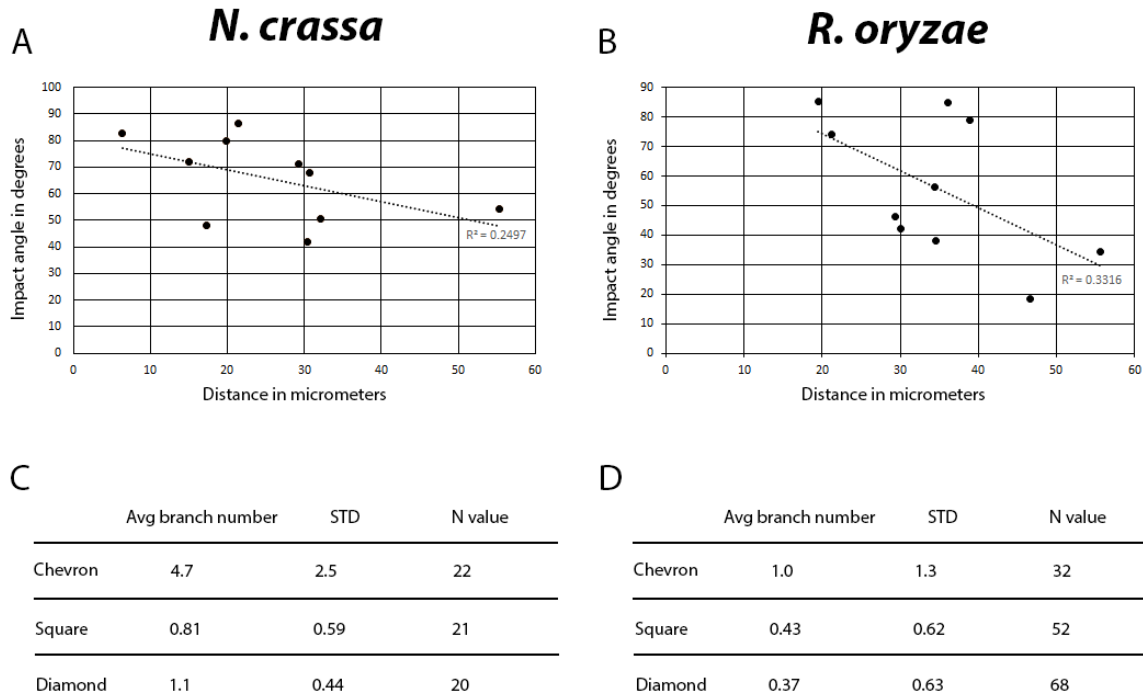 N. crassa
R. oryzae
A
B
Impact angle in degrees
100
90
80
70
60
50
40
30
20
10
0
R² = 0.2497
0 10 20 30 40 50 60
Distance in micrometers
Impact angle in degrees
90
80
70
60
50
40
30
20
10
0
R² = 0.3316
0 10 20 30 40 50 60
Distance in micrometers
C
Avg branch number STD N value
Chevron 4.7 2.5 22
Square 0.81 0.59 21
Diamond 1.1 0.44 20
D
Avg branch number STD N value
Chevron 1.0 1.3 32
Square 0.43 0.62 52
Diamond 0.37 0.63 68